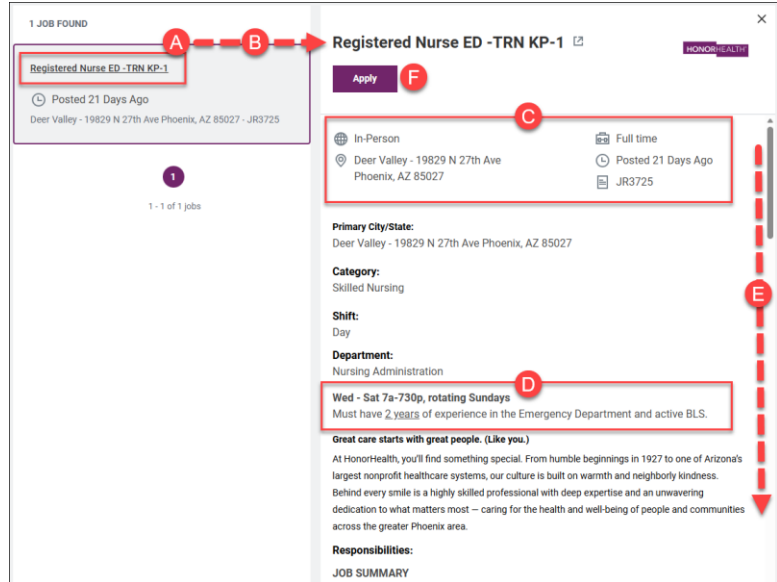 1 JOB FOUND
Registered Nurse ED -TRN KP-1
Posted 21 Days Ago
Deer Valley - 19829 N 27th Ave Phoenix, AZ 85027 - JR3725
1
1 - 1 of 1 jobs
A
B
Registered Nurse ED -TRN KP-1
HONORHEALTH
Apply
F
C
In-Person
Deer Valley - 19829 N 27th Ave
Phoenix, AZ 85027
Full time
Posted 21 Days Ago
JR3725
Primary City/State:
Deer Valley - 19829 N 27th Ave Phoenix, AZ 85027
Category:
Skilled Nursing
E
Shift:
Day
Department:
Nursing Administration
D
Wed - Sat 7a-730p, rotating Sundays
Must have 2 years of experience in the Emergency Department and active BLS.
Great care starts with great people. (Like you.)
At HonorHealth, you'll find something special. From humble beginnings in 1927 to one of Arizona's
largest nonprofit healthcare systems, our culture is built on warmth and neighborly kindness.
Behind every smile is a highly skilled professional with deep expertise and an unwavering
dedication to what matters most — caring for the health and well-being of people and communities
across the greater Phoenix area.
Responsibilities:
JOB SUMMARY